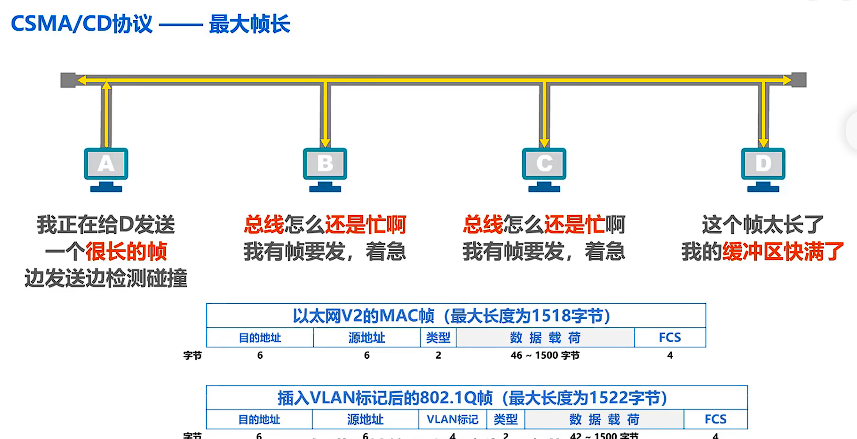 CSMA/CD协议 —— 最大帧长
A
B
C
D
我正在给D发送
一个很长的帧
边发送边检测碰撞
总线怎么还是忙啊
我有帧要发，着急
总线怎么还是忙啊
我有帧要发，着急
这个帧太长了
我的缓冲区快满了
以太网V2的MAC帧（最大长度为1518字节）
目的地址 源地址 类型 数 据 载 荷 FCS
字节 6 6 2 46 ~ 1500 字节 4
插入VLAN标记后的802.1Q帧（最大长度为1522字节）
目的地址 源地址 VLAN标记 类型 数 据 载 荷 FCS
字节 6 6 4 2 42 ~ 1500 字节 4